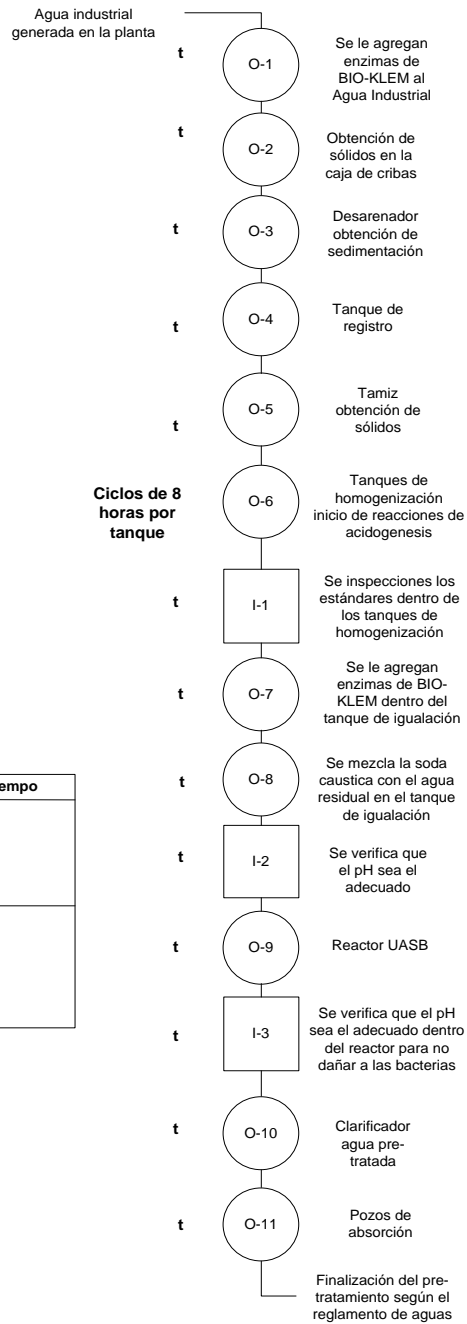 Agua industrial
generada en la planta
t
O-1
Se le agregan
enzimas de
BIO-KLEM al
Agua Industrial
t
O-2
Obtención de
sólidos en la
caja de cribas
t
O-3
Desarenador
obtención de
sedimentación
t
O-4
Tanque de
registro
t
O-5
Tamiz
obtención de
sólidos
Ciclos de 8
horas por
tanque
O-6
Tanques de
homogenización
inicio de reacciones de
acidogenesis
t
I-1
Se inspecciones los
estándares dentro de
los tanques de
homogenización
t
O-7
Se le agregan
enzimas de BIO-
KLEM dentro del
tanque de igualación
t
O-8
Se mezcla la soda
caustica con el agua
residual en el tanque
de igualación
empo
t
I-2
Se verifica que
el pH sea el
adecuado
t
O-9
Reactor UASB
t
I-3
Se verifica que el pH
sea el adecuado dentro
del reactor para no
dañar a las bacterias
t
O-10
Clarificador
agua pre-
tratada
t
O-11
Pozos de
absorción
Finalización del pre-
tratamiento según el
reglamento de aguas